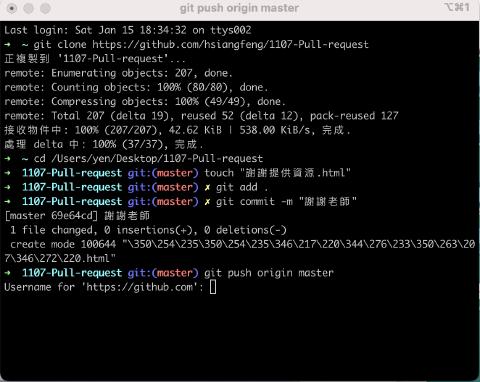 git push origin master
⌥⌘1
Last login: Sat Jan 15 18:34:32 on ttys002
➜ ~ git clone https://github.com/hsiangfeng/1107-Pull-request
正複製到 '1107-Pull-request'...
remote: Enumerating objects: 207, done.
remote: Counting objects: 100% (80/80), done.
remote: Compressing objects: 100% (49/49), done.
remote: Total 207 (delta 19), reused 52 (delta 12), pack-reused 127
接收物件中: 100% (207/207), 42.62 KiB | 538.00 KiB/s, 完成.
處理 delta 中: 100% (37/37), 完成.
➜ ~ cd /Users/yen/Desktop/1107-Pull-request
➜ 1107-Pull-request git:(master) touch "謝謝提供資源.html"
➜ 1107-Pull-request git:(master) ✗ git add .
➜ 1107-Pull-request git:(master) ✗ git commit -m "謝謝老師"
[master 69e64cd] 謝謝老師
1 file changed, 0 insertions(+), 0 deletions(-)
create mode 100644 "\350\254\235\350\254\235\346\217\220\344\276\233\350\263\20
7\346\272\220.html"
➜ 1107-Pull-request git:(master) git push origin master
Username for 'https://github.com':